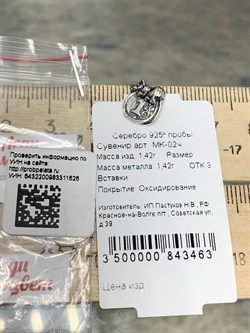 Проверить информацию по
УИН на сайте
http://probpalata.ru
УИН: 6432200983311626
Серебро 925° пробы
Сувенир арт. МК-02ч
Масса изд. 1,42г Размер
Масса металла 1,42г ОТК 3
Вставки
Покрытие Оксидирование
Изготовитель: ИП Пастухов Н.В., РФ,
Красное-на-Волге пгт., Советская ул,
д.39
3 500000 843463
Цена изд.